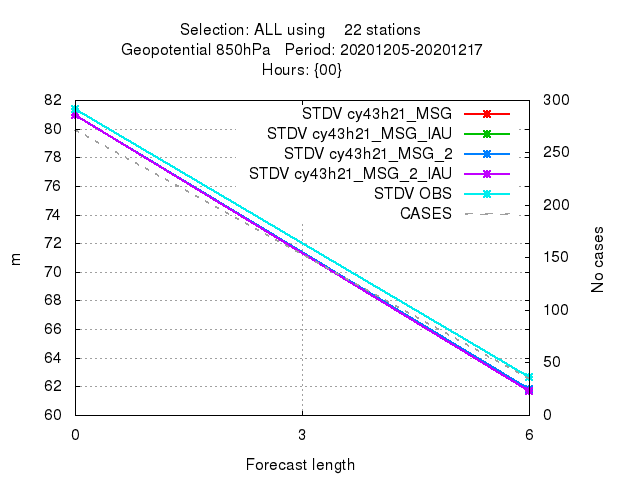 Selection: ALL using 22 stations
Geopotential 850hPa Period: 20201205-20201217
Hours: {00}
82
80
78
76
74
72
70
68
66
64
62
60
300
250
200
150
100
50
0
STDV cy43h21_MSG
STDV cy43h21_MSG_IAU
STDV cy43h21_MSG_2
STDV cy43h21_MSG_2_IAU
STDV OBS
CASES
m
No cases
0 3 6
Forecast length